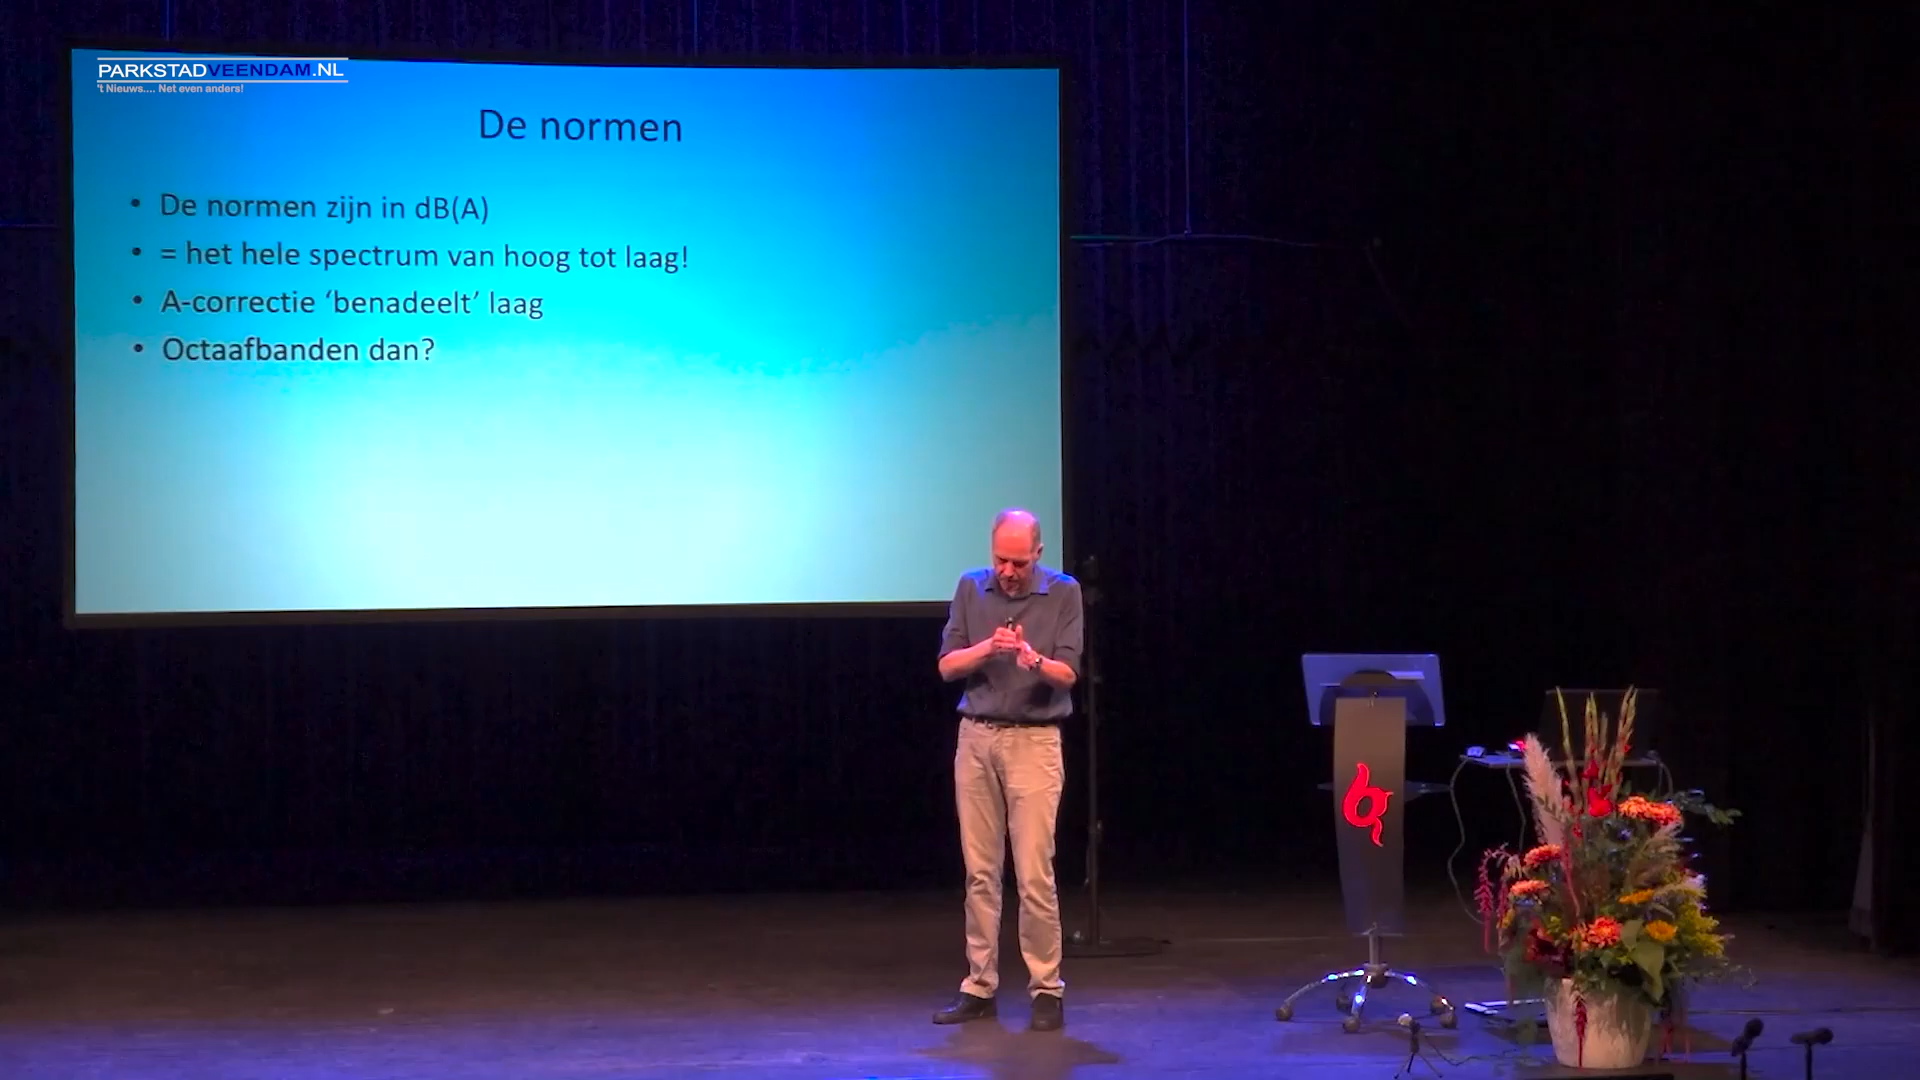 PARKSTADVEENDAM.NL
't Nieuws.... Net even anders!
De normen
• De normen zijn in dB(A)
• = het hele spectrum van hoog tot laag!
• A-correctie ‘benadeelt’ laag
• Octaafbanden dan?